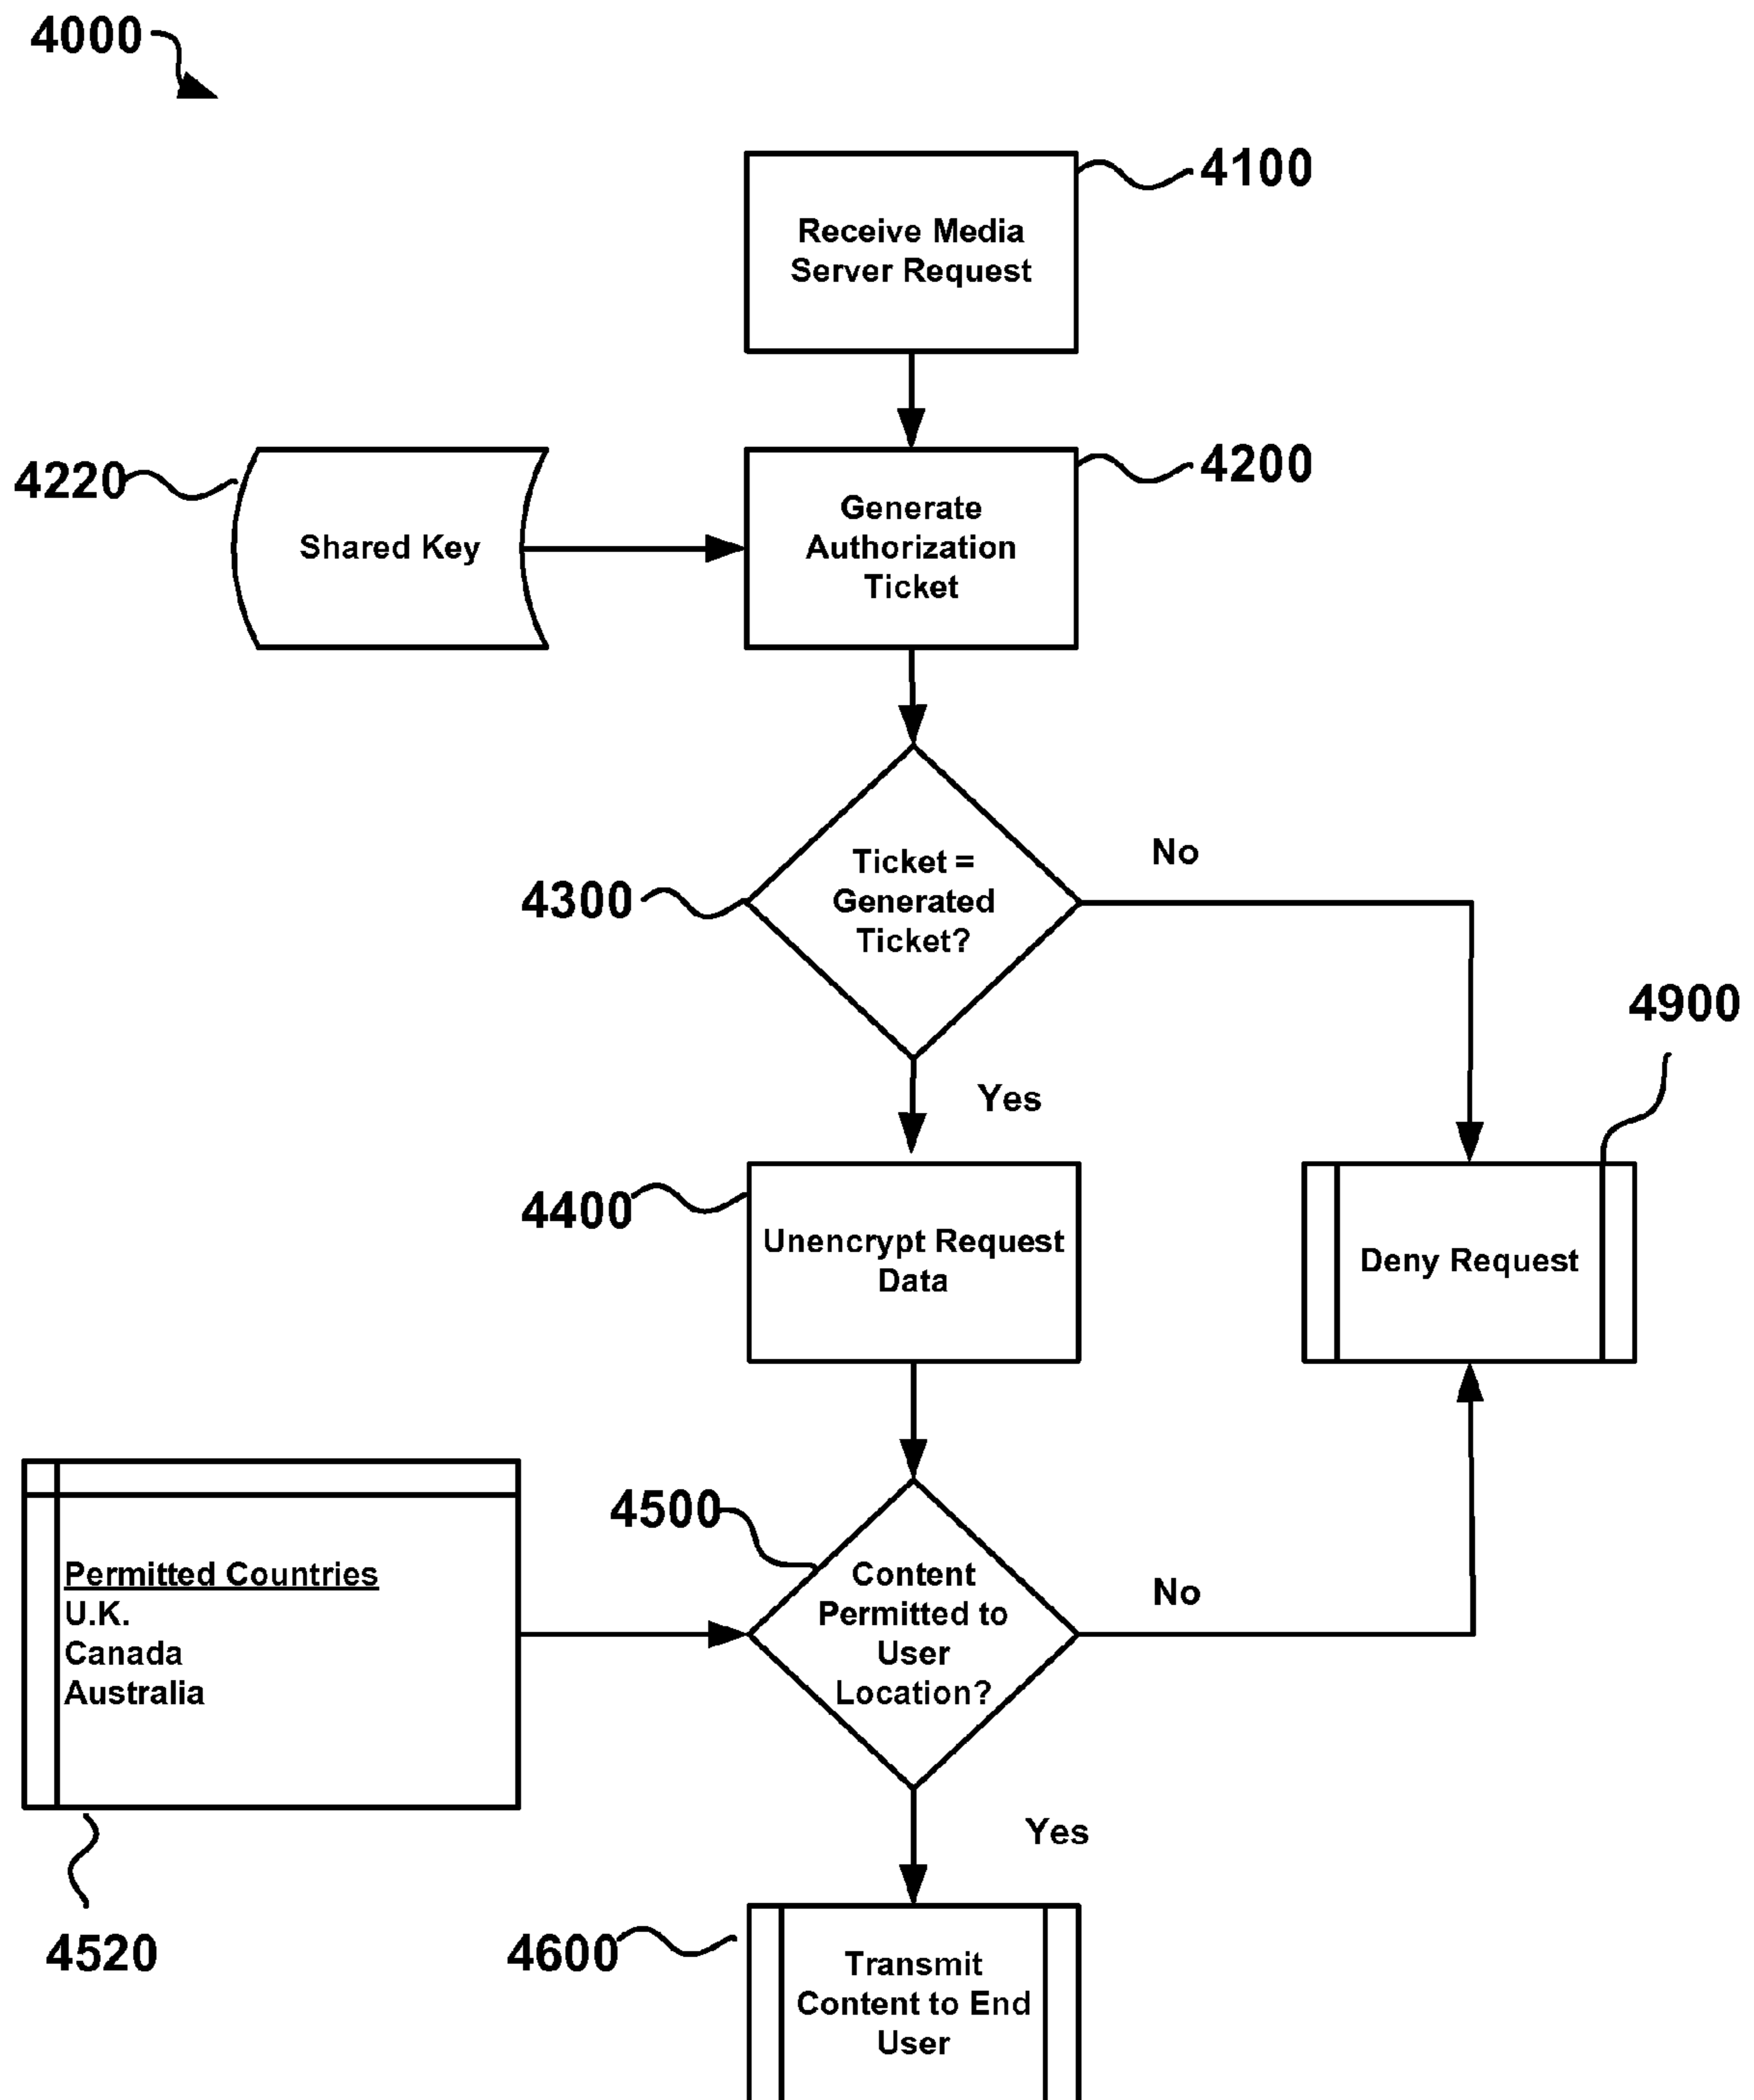 4000
4100
Receive Media
Server Request
4220
4200
Shared Key
Generate
Authorization
Ticket
4300
Ticket =
Generated
Ticket?
No
4900
Yes
4400
Unencrypt Request
Data
Deny Request
4500
Permitted Countries
U.K.
Canada
Australia
Content
Permitted to
User
Location?
No
Yes
4520
4600
Transmit
Content to End
User